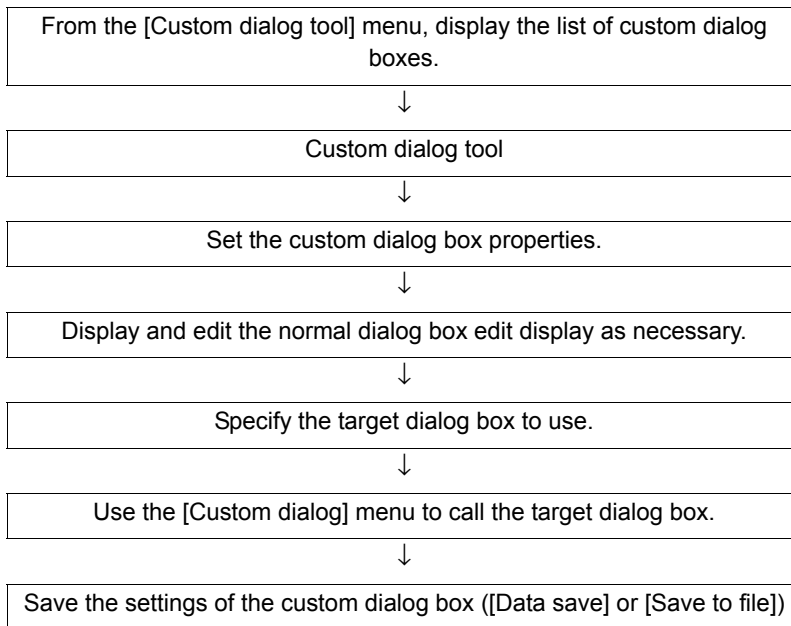 From the [Custom dialog tool] menu, display the list of custom dialog
boxes.
↓
Custom dialog tool
↓
Set the custom dialog box properties.
↓
Display and edit the normal dialog box edit display as necessary.
↓
Specify the target dialog box to use.
↓
Use the [Custom dialog] menu to call the target dialog box.
↓
Save the settings of the custom dialog box ([Data save] or [Save to file])